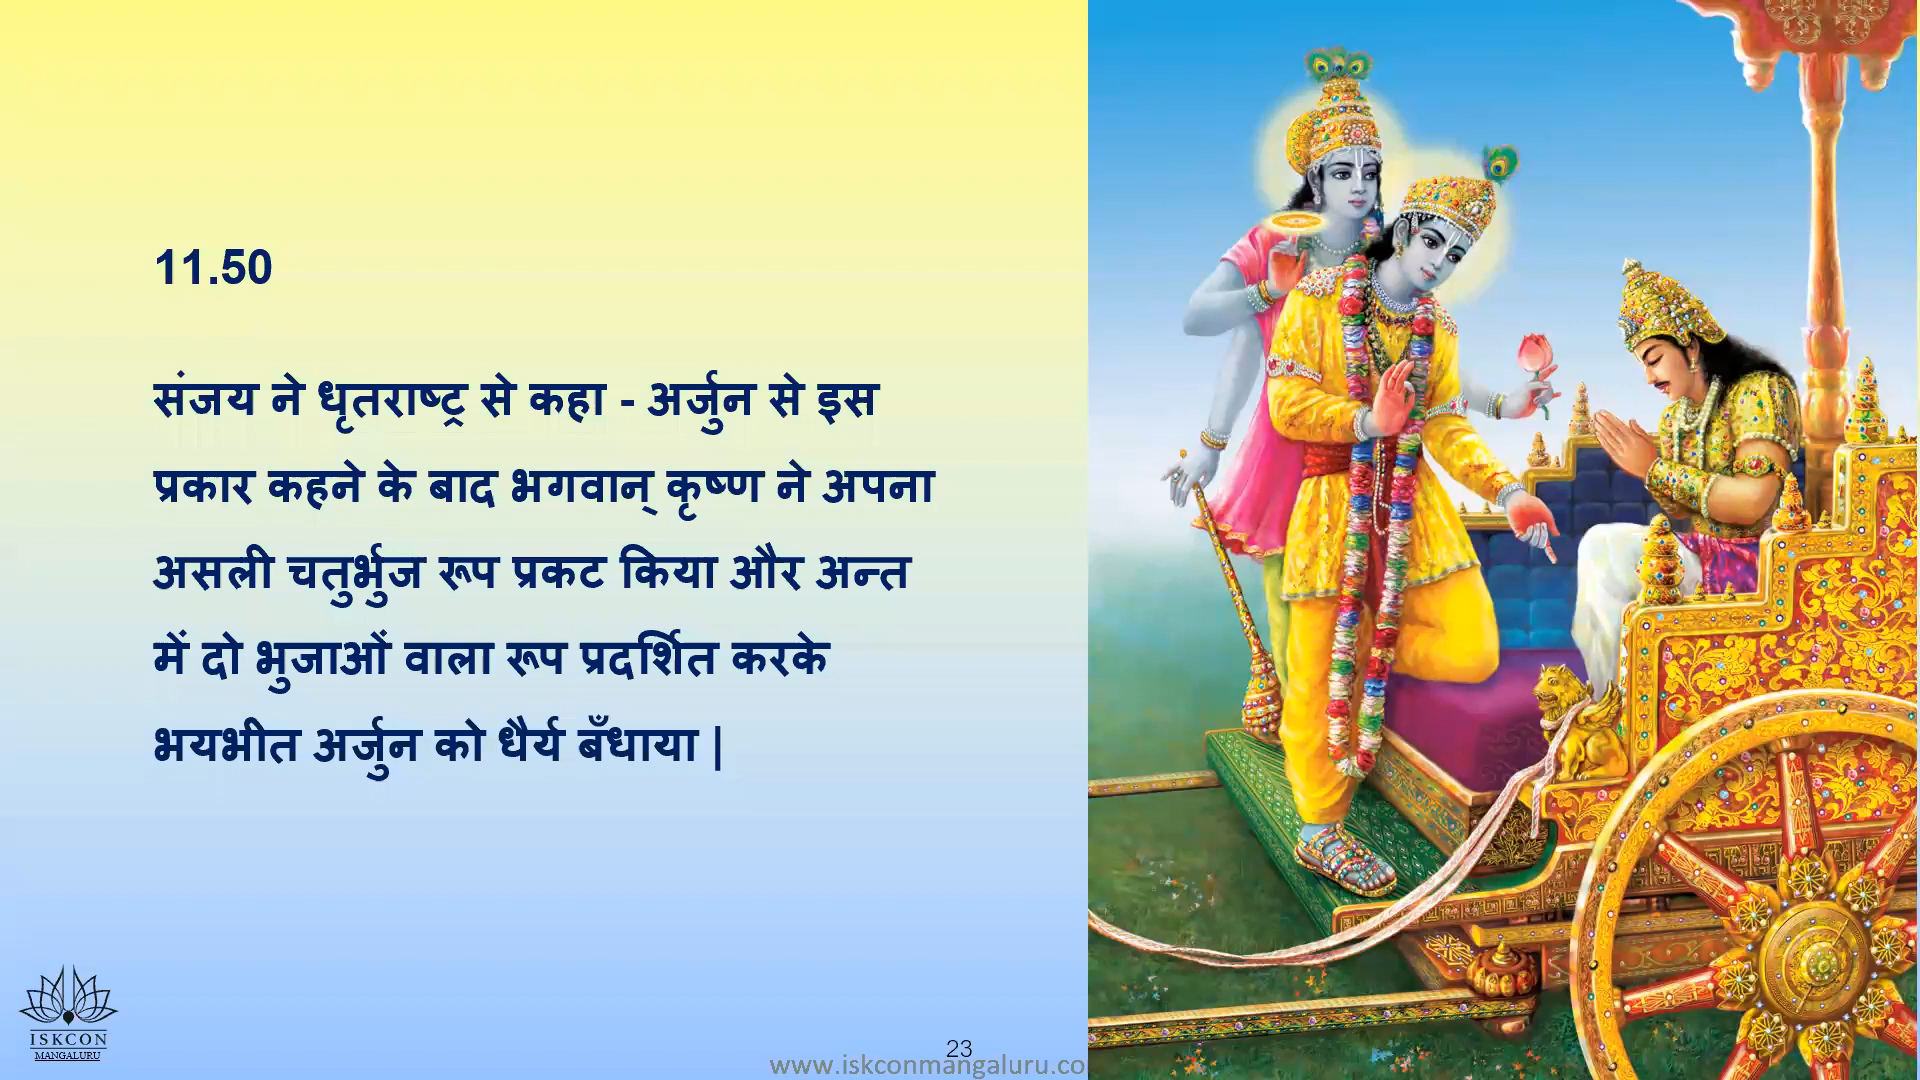 11.50
संजय ने धृतराष्ट्र से कहा - अर्जुन से इस
प्रकार कहने के बाद भगवान् कृष्ण ने अपना
असली चतुर्भुज रूप प्रकट किया और अन्त
में दो भुजाओं वाला रूप प्रदर्शित करके
भयभीत अर्जुन को धैर्य बँधाया |
ISKCON
MANGALURU
23
www.iskconmangaluru.co